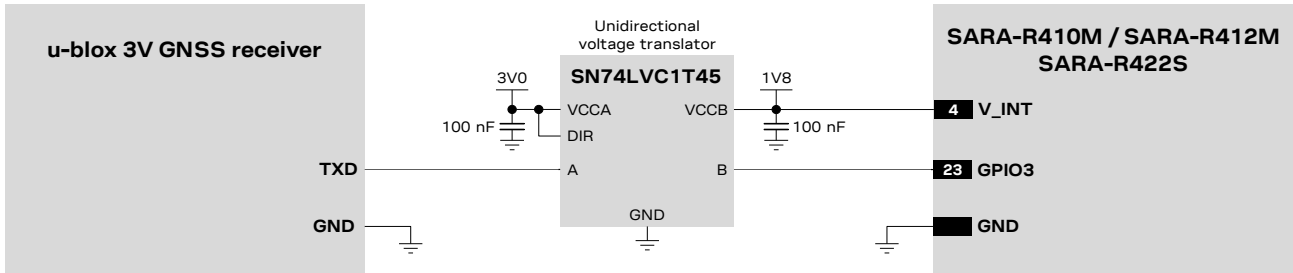 u-blox 3V GNSS receiver
Unidirectional
voltage translator
SN74LVC1T45
SARA-R410M / SARA-R412M
SARA-R422S
3V0
1V8
VCCA
VCCB
4 V_INT
100 nF
100 nF
DIR
TXD
A
B
23 GPIO3
GND
GND
GND